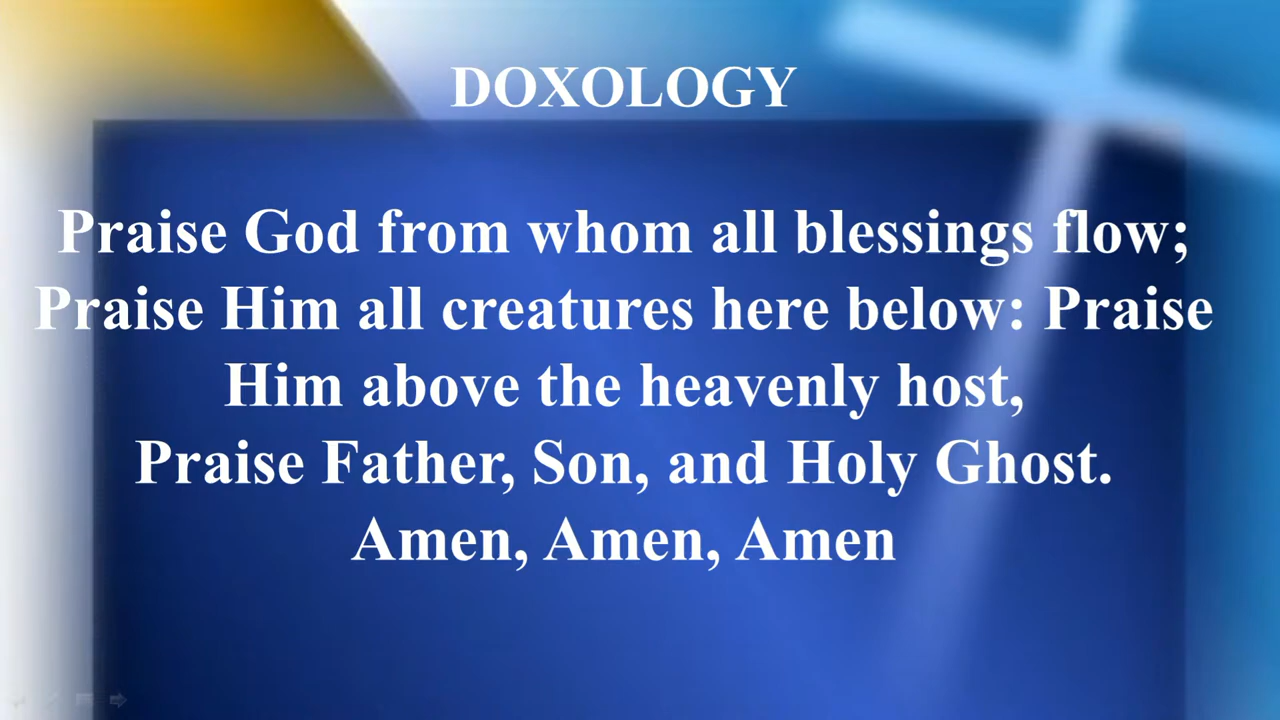 DOXOLOGY
Praise God from whom all blessings flow;
Praise Him all creatures here below: Praise
Him above the heavenly host,
Praise Father, Son, and Holy Ghost.
Amen, Amen, Amen